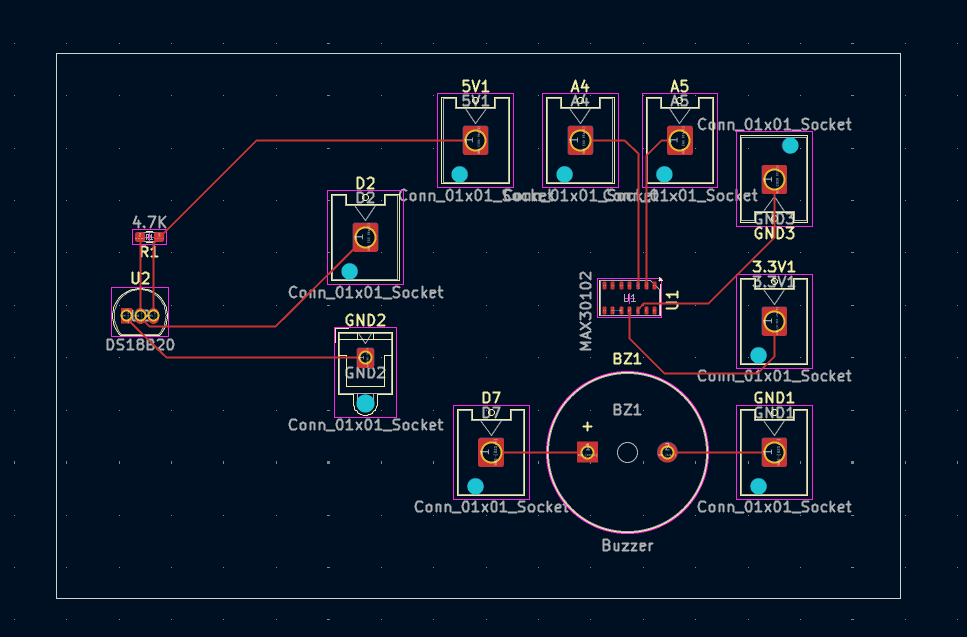 5V1
A4
A5
5V1
A4
A5
Conn_01x01_Socket
D2
D2
Conn_01x01_Socket
Conn_01x01_Socket
Conn_01x01_Socket
4.7K
R1
GND3
GND3
U2
3.3V1
3.3V1
MAX30102
U1
U1
Conn_01x01_Socket
GND2
DS18B20
GND2
BZ1
Conn_01x01_Socket
D7
D7
BZ1
GND1
GND1
+
Conn_01x01_Socket
Conn_01x01_Socket
Conn_01x01_Socket
Buzzer